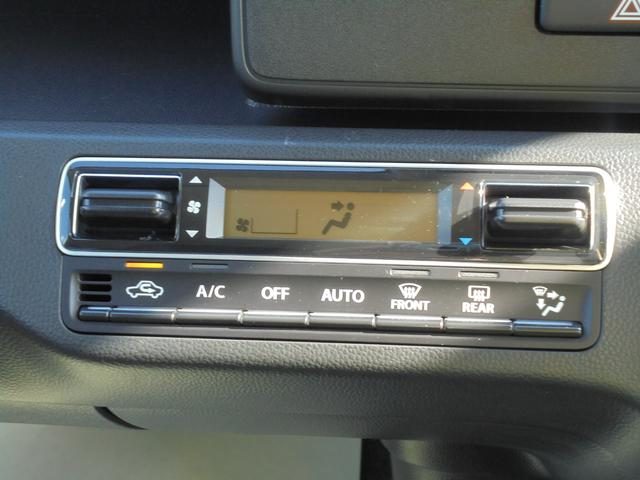 A/C OFF AUTO FRONT REAR